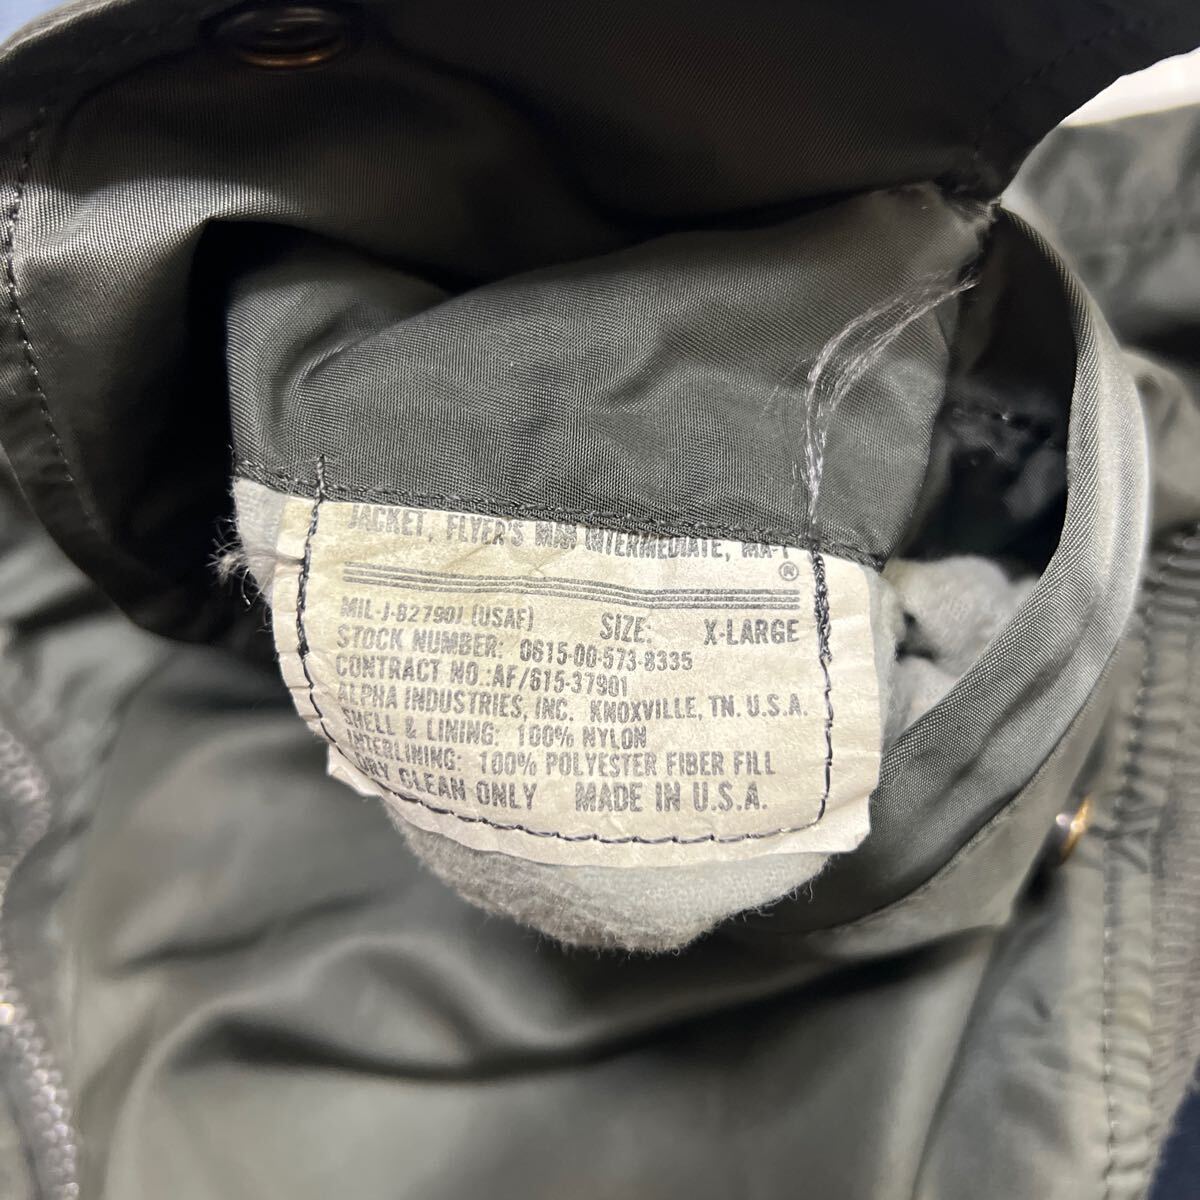 JACKET, FLYER'S MAN INTERMEDIATE, MA-1
®
MIL-J-82790J (USAF) SIZE: X-LARGE
STOCK NUMBER: 0615-00-573-8335
CONTRACT NO.:AF/615-37901
ALPHA INDUSTRIES, INC. KNOXVILLE, TN. U.S.A.
SHELL & LINING: 100% NYLON
INTERLINING: 100% POLYESTER FIBER FILL
DRY CLEAN ONLY MADE IN U.S.A.